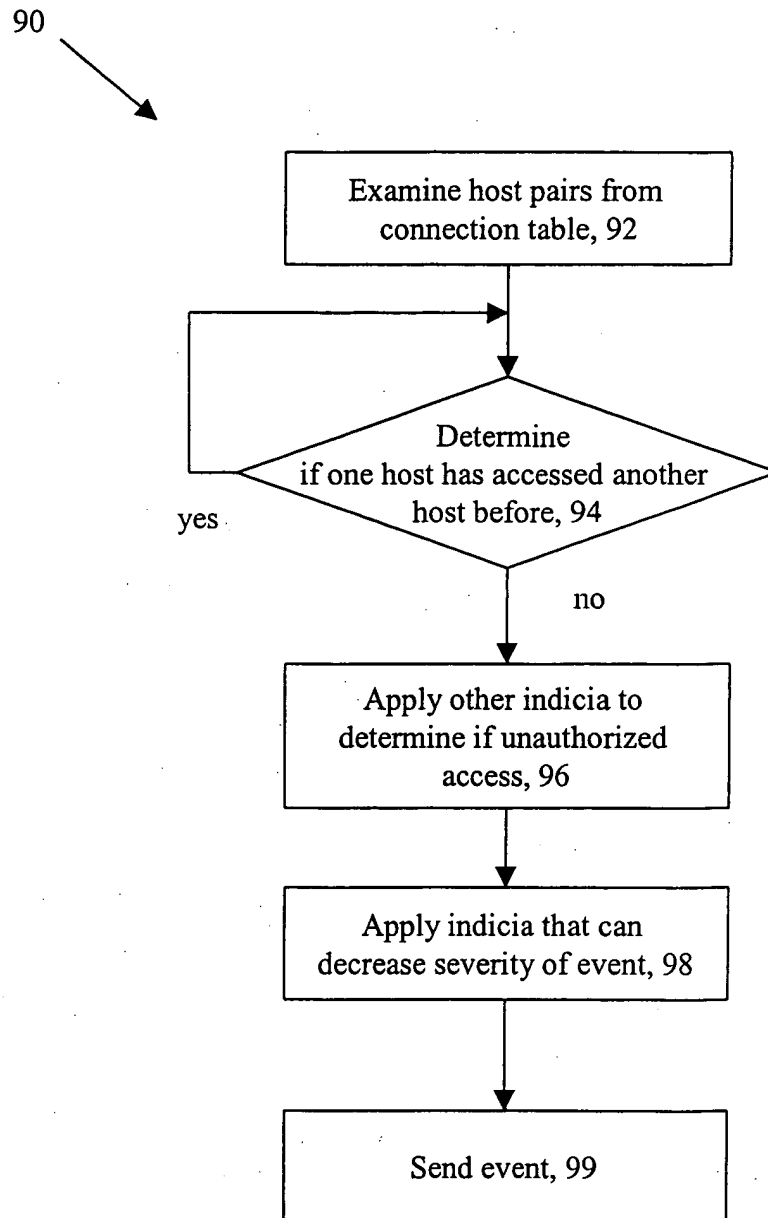 90
Examine host pairs from
connection table, 92
Determine
if one host has accessed another
host before, 94
yes
no
Apply other indicia to
determine if unauthorized
access, 96
Apply indicia that can
decrease severity of event, 98
Send event, 99